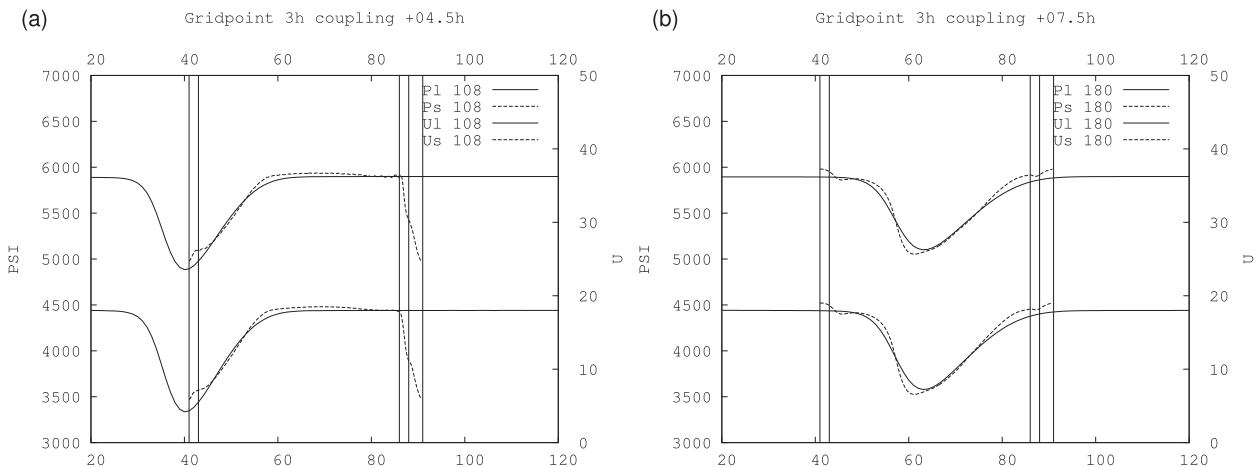 (a)
Gridpoint 3h coupling +04.5h
20 40 60 80 100 120
7000
6500
6000
5500
5000
4500
4000
3500
3000
PSI
50
40
30
20
10
0
U
Pl 108
Ps 108
Ul 108
Us 108
20 40 60 80 100 120
(b)
Gridpoint 3h coupling +07.5h
20 40 60 80 100 120
7000
6500
6000
5500
5000
4500
4000
3500
3000
PSI
50
40
30
20
10
0
U
Pl 180
Ps 180
Ul 180
Us 180
20 40 60 80 100 120